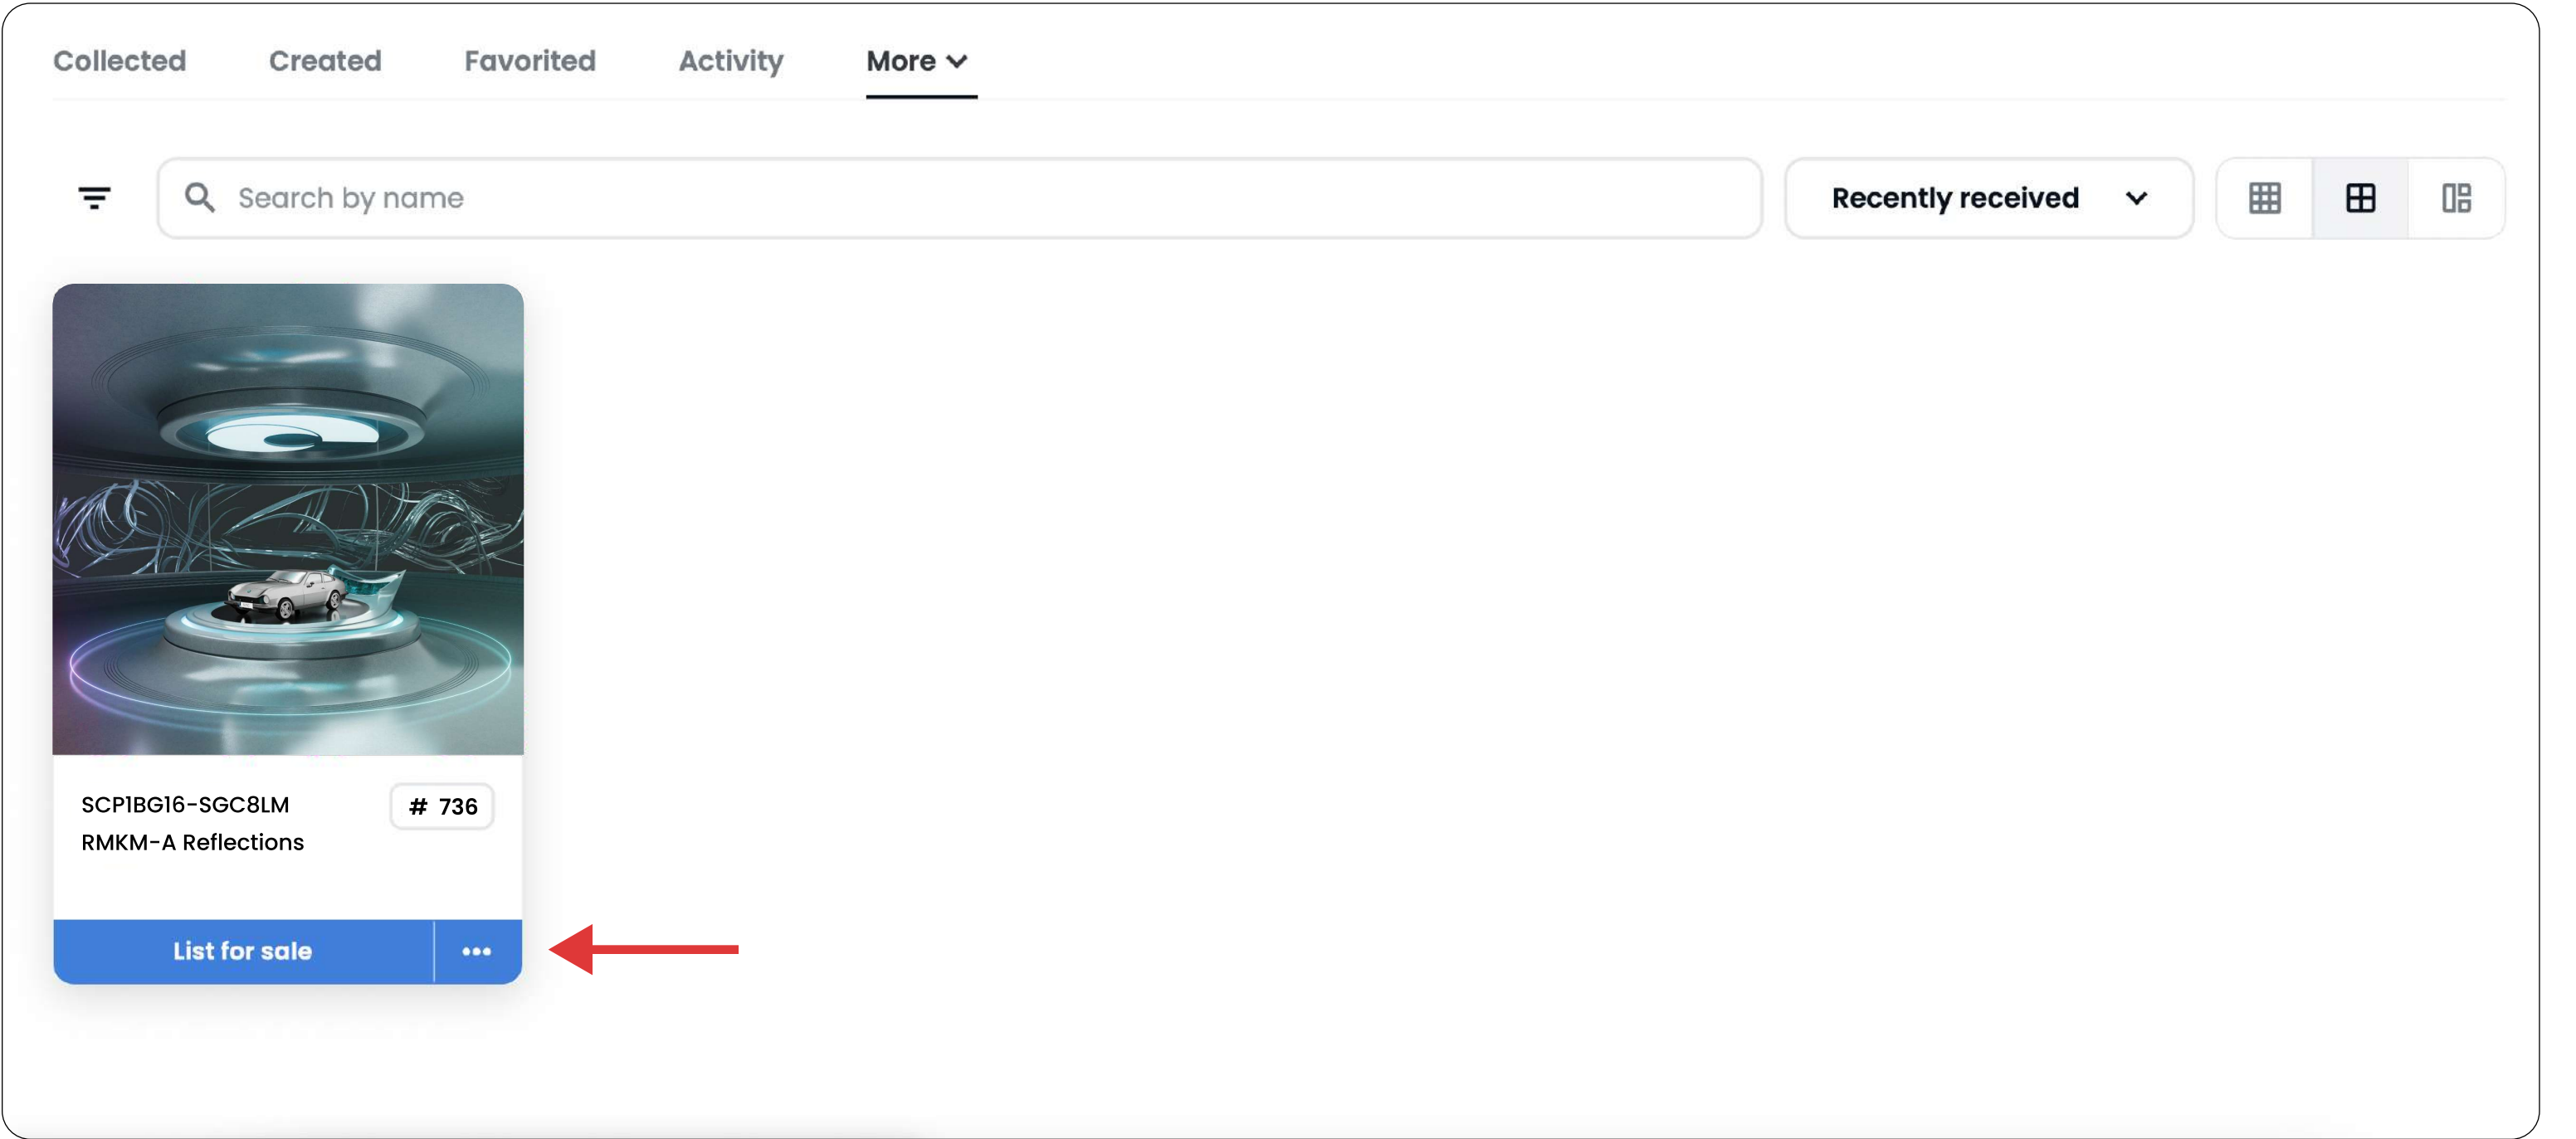 Collected Created Favorited Activity More
Search by name Recently received
SCP1BG16-SGC8LM # 736
RMKM-A Reflections
List for sale